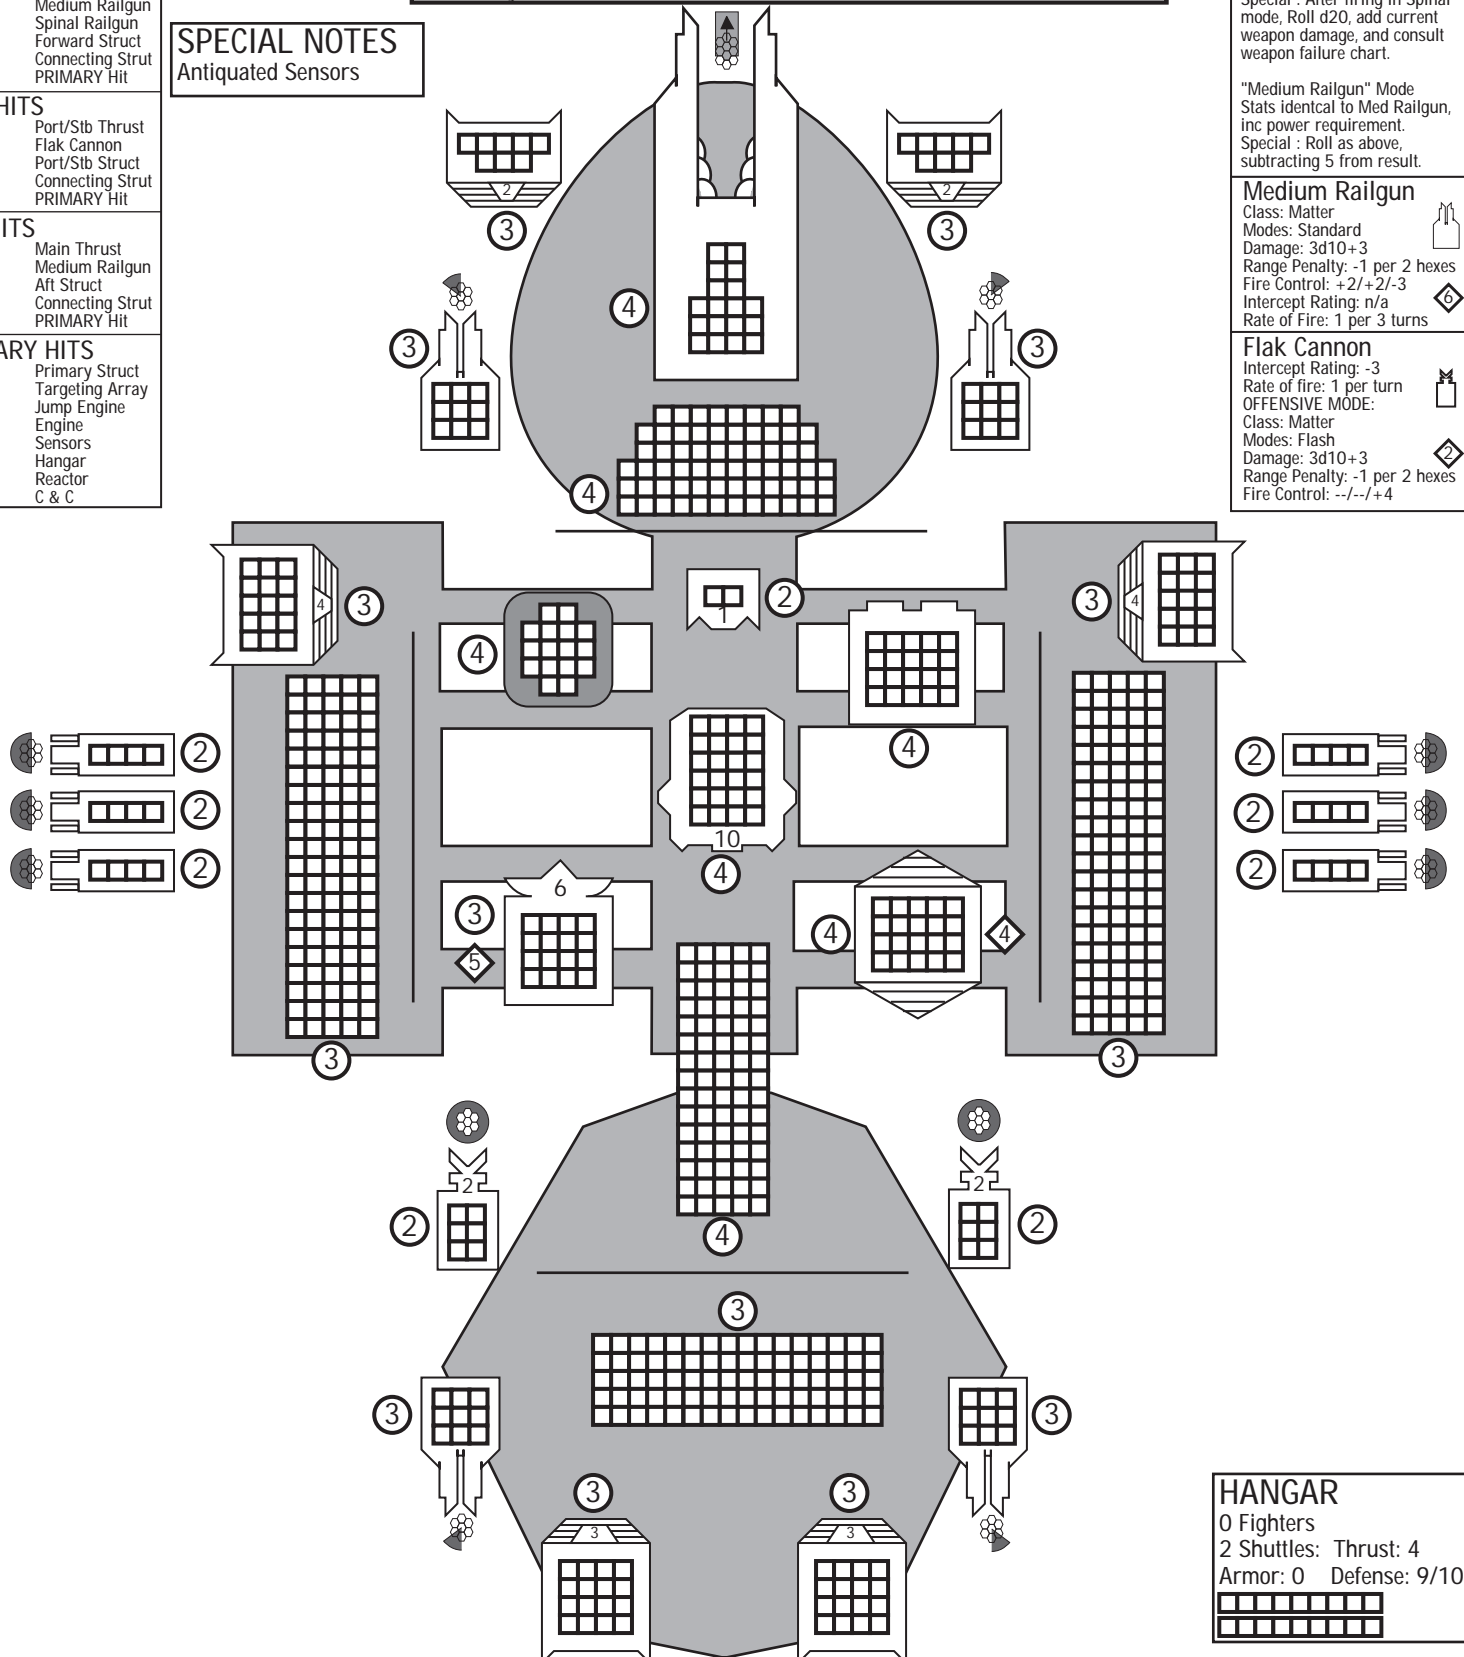 Medium Railgun
Spinal Railgun
Forward Struct
Connecting Strut
PRIMARY Hit
HITS
Port/Stb Thrust
Flak Cannon
Port/Stb Struct
Connecting Strut
PRIMARY Hit
ITS
Main Thrust
Medium Railgun
Aft Struct
Connecting Strut
PRIMARY Hit
ARY HITS
Primary Struct
Targeting Array
Jump Engine
Engine
Sensors
Hangar
Reactor
C & C
SPECIAL NOTES
Antiquated Sensors
Special : After firing in Spinal
mode, Roll d20, add current
weapon damage, and consult
weapon failure chart.
"Medium Railgun" Mode
Stats identcal to Med Railgun,
inc power requirement.
Special : Roll as above,
subtracting 5 from result.
Medium Railgun
Class: Matter
Modes: Standard
Damage: 3d10+3
Range Penalty: -1 per 2 hexes
Fire Control: +2/+2/-3
Intercept Rating: n/a
Rate of Fire: 1 per 3 turns
6
Flak Cannon
Intercept Rating: -3
Rate of fire: 1 per turn
OFFENSIVE MODE:
Class: Matter
Modes: Flash
Damage: 3d10+3
Range Penalty: -1 per 2 hexes
Fire Control: --/--/+4
2
2
2
3
3
4
3
3
4
4
3
2
1
3
4
4
4
2
2
2
10
4
2
2
2
6
3
5
4
4
3
3
2
2
2
2
4
3
3
3
3
3
3
3
HANGAR
0 Fighters
2 Shuttles: Thrust: 4
Armor: 0 Defense: 9/10